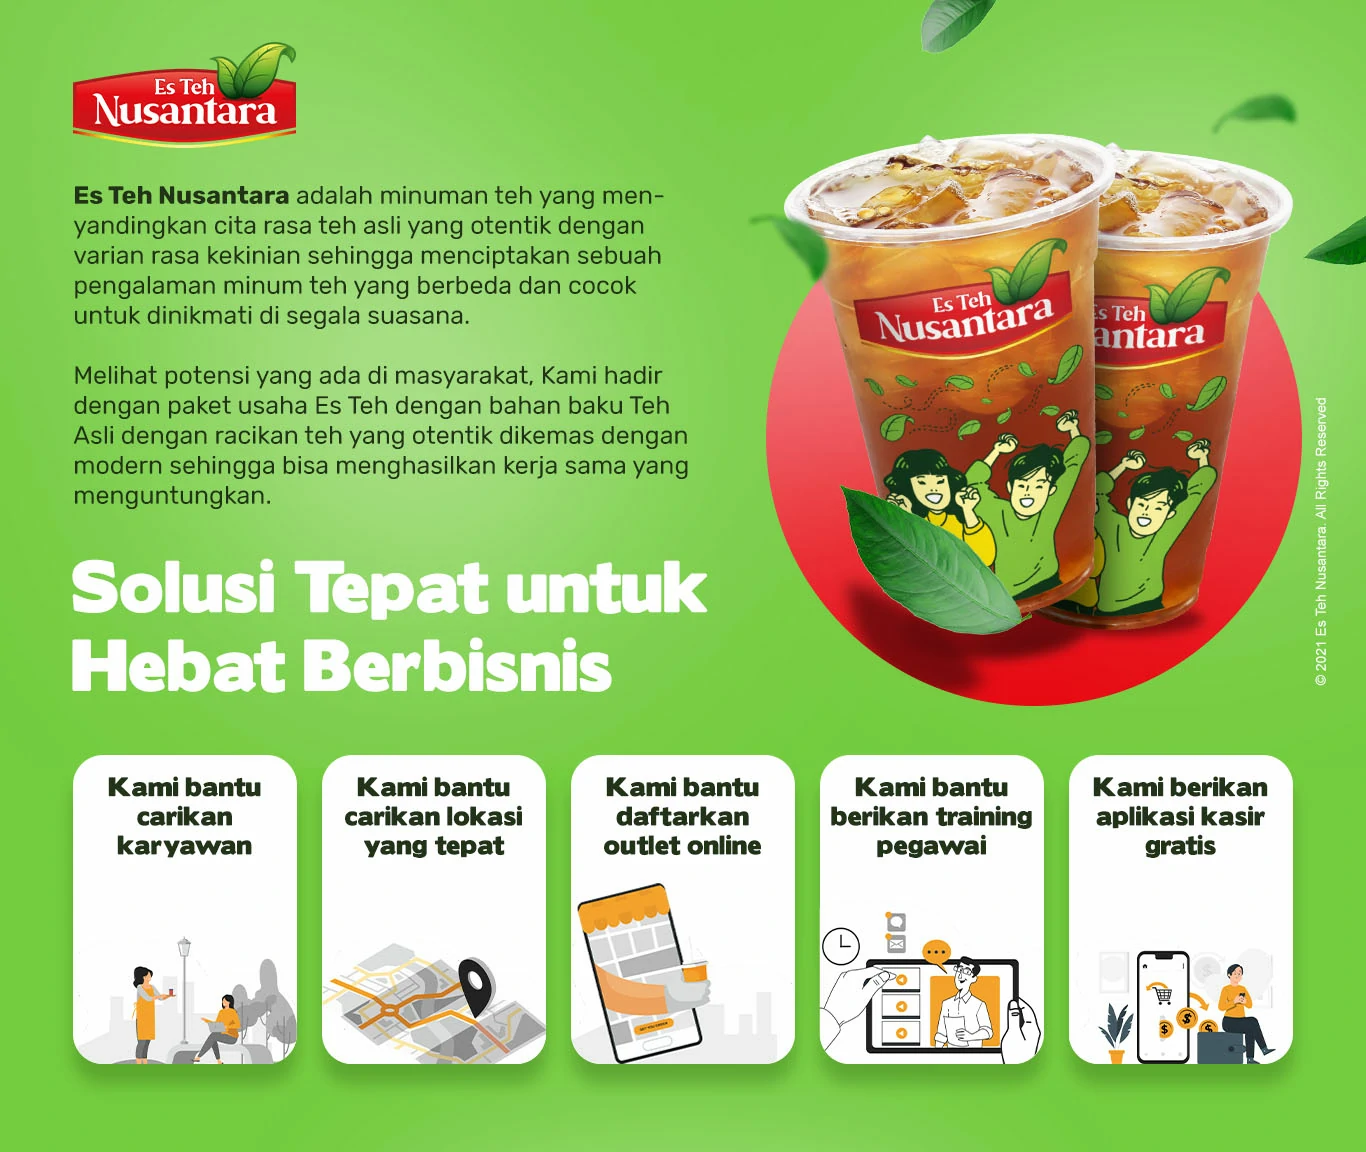 Es Teh
Nusantara
Es Teh Nusantara adalah minuman teh yang men-
yandingkan cita rasa teh asli yang otentik dengan
varian rasa kekinian sehingga menciptakan sebuah
pengalaman minum teh yang berbeda dan cocok
untuk dinikmati di segala suasana.
Melihat potensi yang ada di masyarakat, Kami hadir
dengan paket usaha Es Teh dengan bahan baku Teh
Asli dengan racikan teh yang otentik dikemas dengan
modern sehingga bisa menghasilkan kerja sama yang
menguntungkan.
Solusi Tepat untuk
Hebat Berbisnis
Es Teh
Nusantara
Es Teh
antara
© 2021 Es Teh Nusantara. All Rights Reserved
Kami bantu
carikan
karyawan
Kami bantu
carikan lokasi
yang tepat
Kami bantu
daftarkan
outlet online
Kami bantu
berikan training
pegawai
Kami berikan
aplikasi kasir
gratis